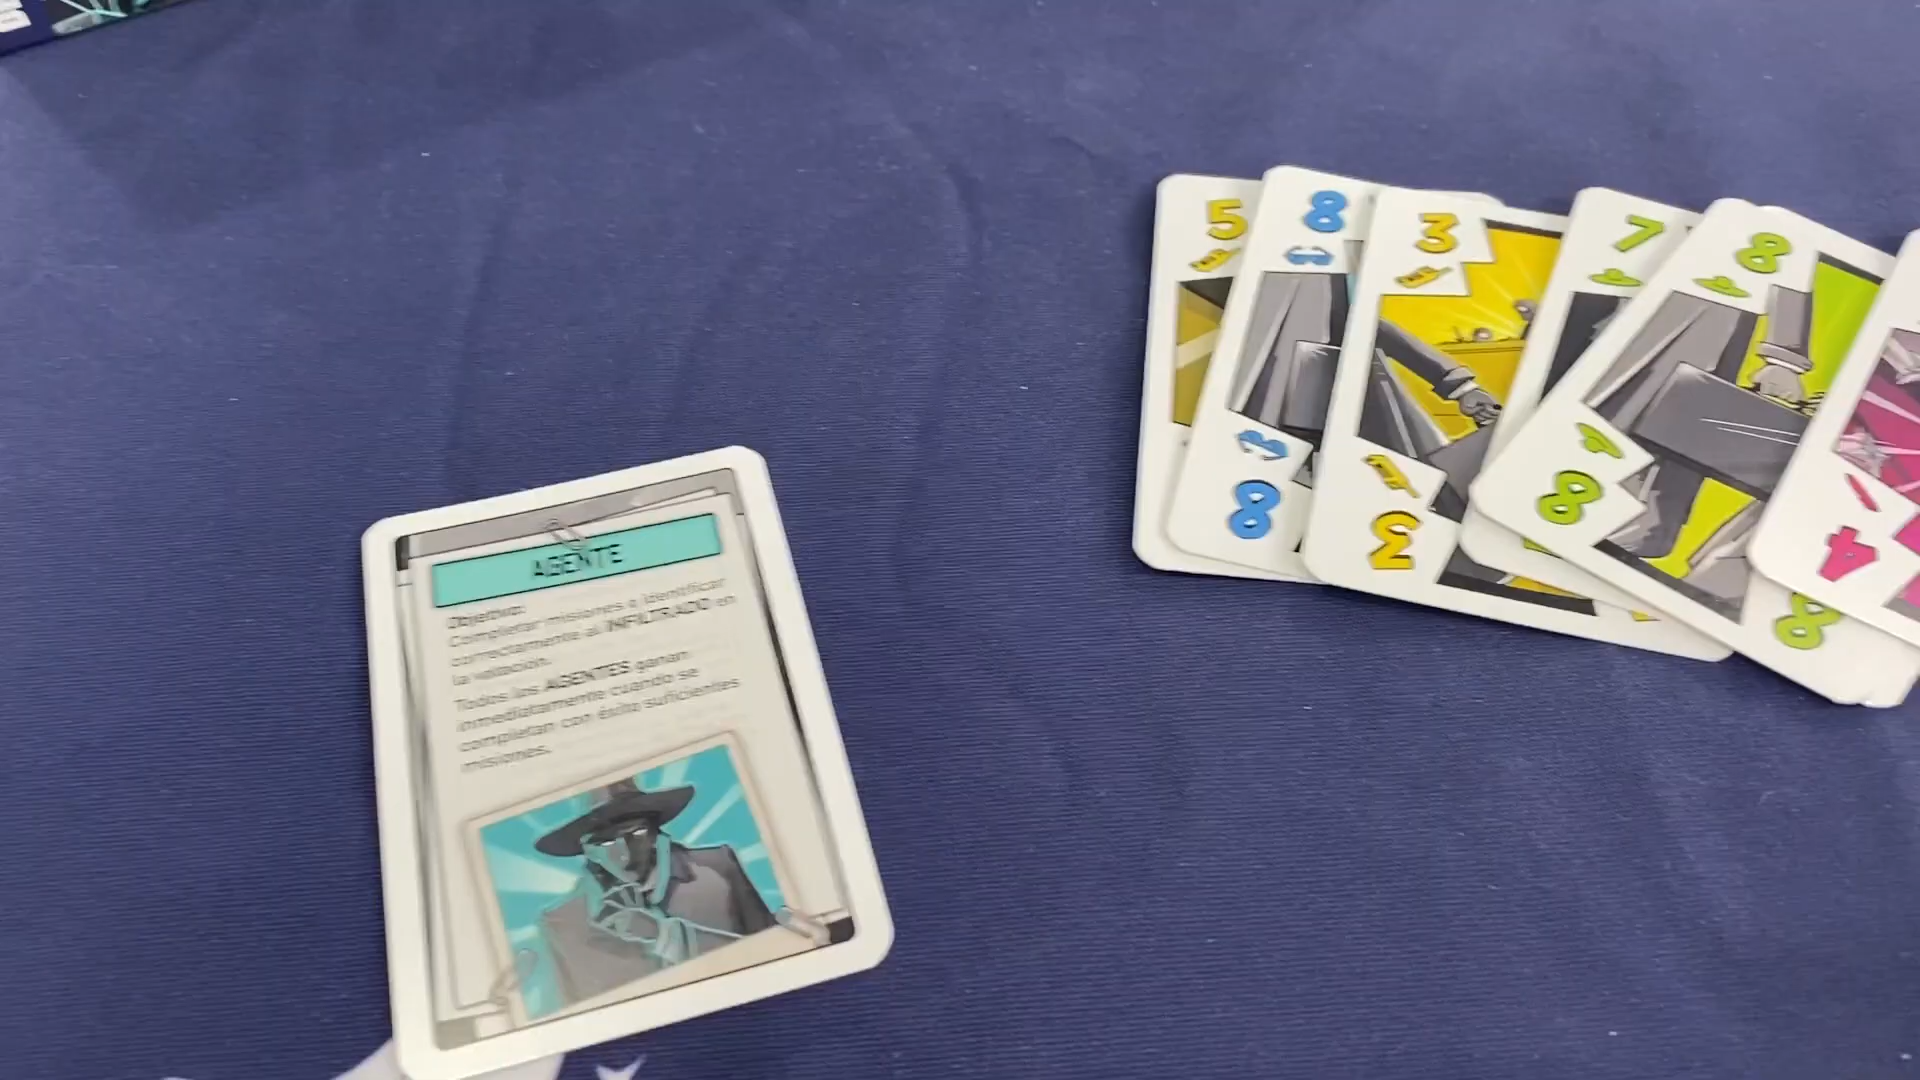 AGENTE
Objetivo:
Completar misiones o identificar
correctamente al INFILTRADO en
la votación.
Todos los AGENTES ganan
inmediatamente cuando se
completan con éxito suficientes
misiones.
5
8
8
3
3
7
8
8
8
4